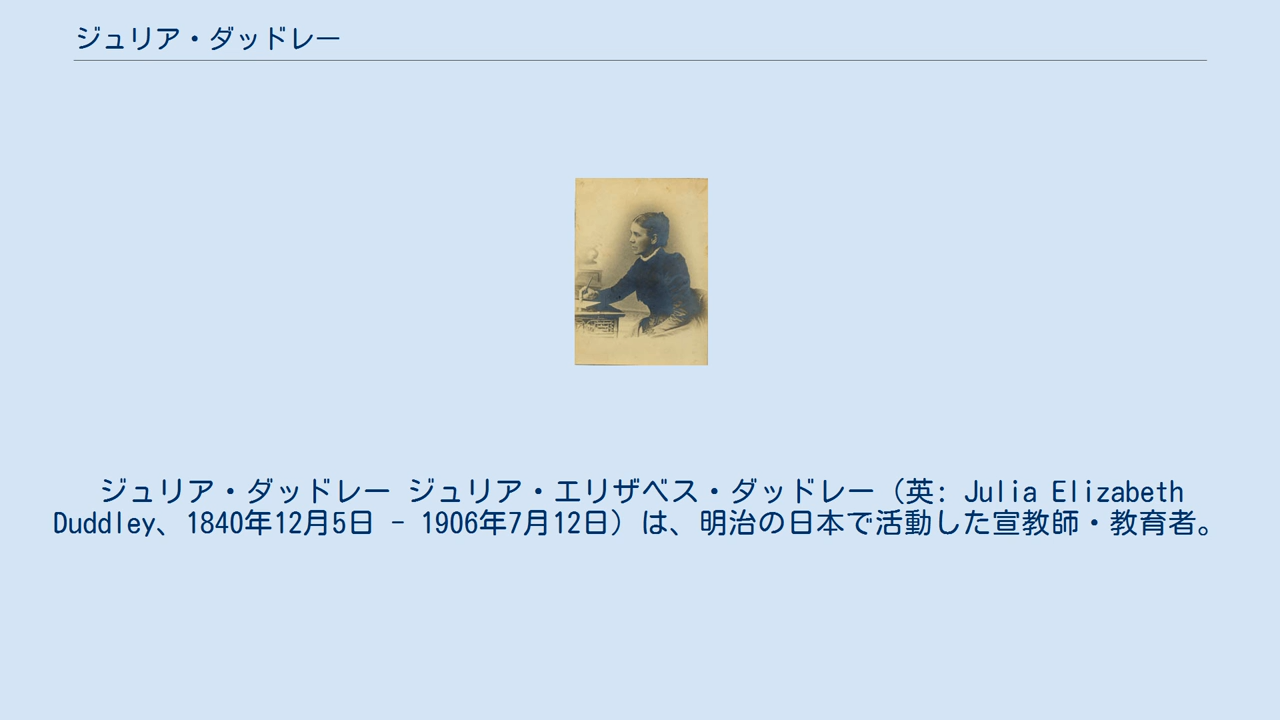 ジュリア・ダッドレー
ジュリア・ダッドレー ジュリア・エリザベス・ダッドレー（英: Julia Elizabeth
Duddley、1840年12月5日 - 1906年7月12日）は、明治の日本で活動した宣教師・教育者。